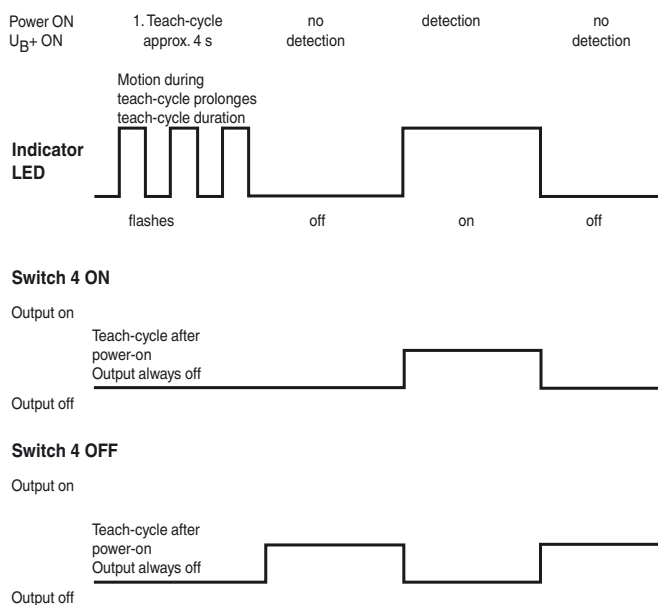 Power ON
U_B+ ON
1. Teach-cycle
approx. 4 s
no
detection
detection
no
detection
Motion during
teach-cycle prolonges
teach-cycle duration
Indicator
LED
flashes
off
on
off
Switch 4 ON
Output on
Teach-cycle after
power-on
Output always off
Output off
Switch 4 OFF
Output on
Teach-cycle after
power-on
Output always off
Output off